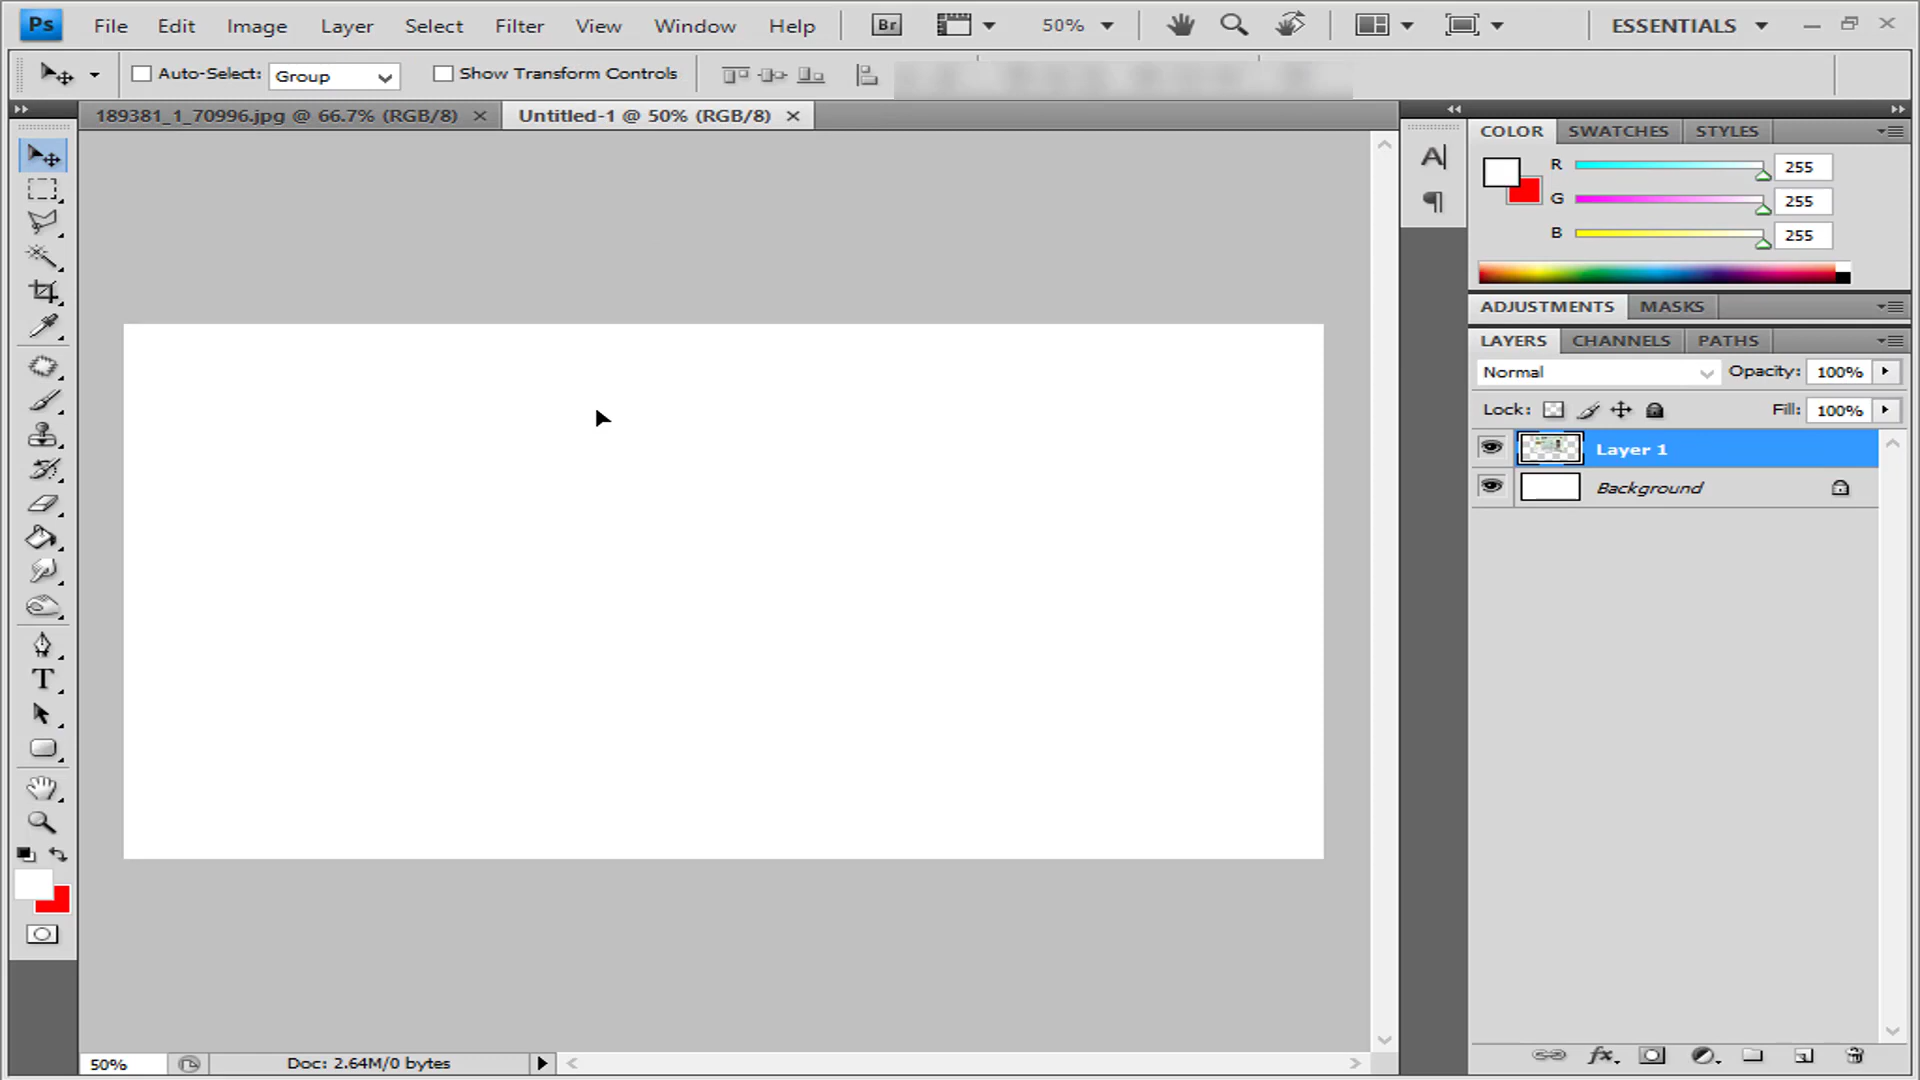 Ps File Edit Image Layer Select Filter View Window Help Br 50% ESSENTIALS
Auto-Select: Group Show Transform Controls
189381_1_70996.jpg @ 66.7% (RGB/8) Untitled-1 @ 50% (RGB/8)
COLOR SWATCHES STYLES
R 255
G 255
B 255
ADJUSTMENTS MASKS
LAYERS CHANNELS PATHS
Normal Opacity: 100%
Lock: Fill: 100%
Layer 1
Background
50% Doc: 2.64M/0 bytes